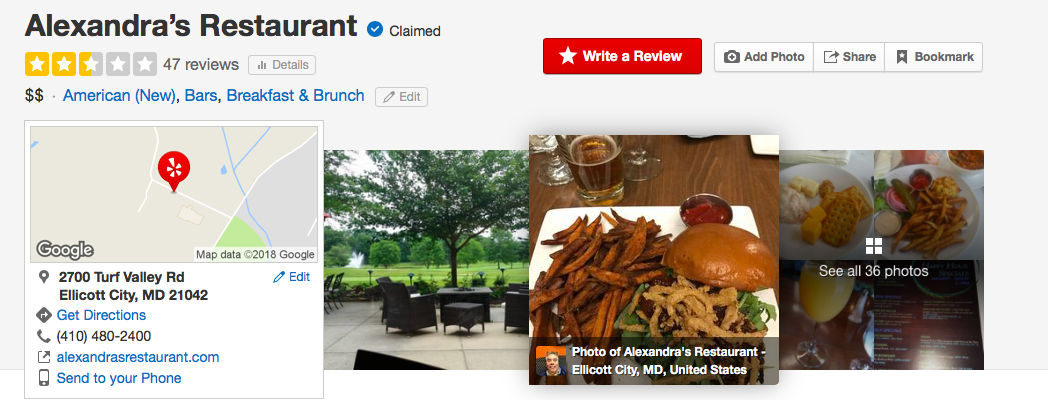 Alexandra's Restaurant Claimed
47 reviews Details
Write a Review
Add Photo Share Bookmark
$$ · American (New), Bars, Breakfast & Brunch Edit
Google Map data ©2018 Google
2700 Turf Valley Rd Edit
Ellicott City, MD 21042
Get Directions
(410) 480-2400
alexandrasrestaurant.com
Send to your Phone
Photo of Alexandra's Restaurant -
Ellicott City, MD, United States
See all 36 photos